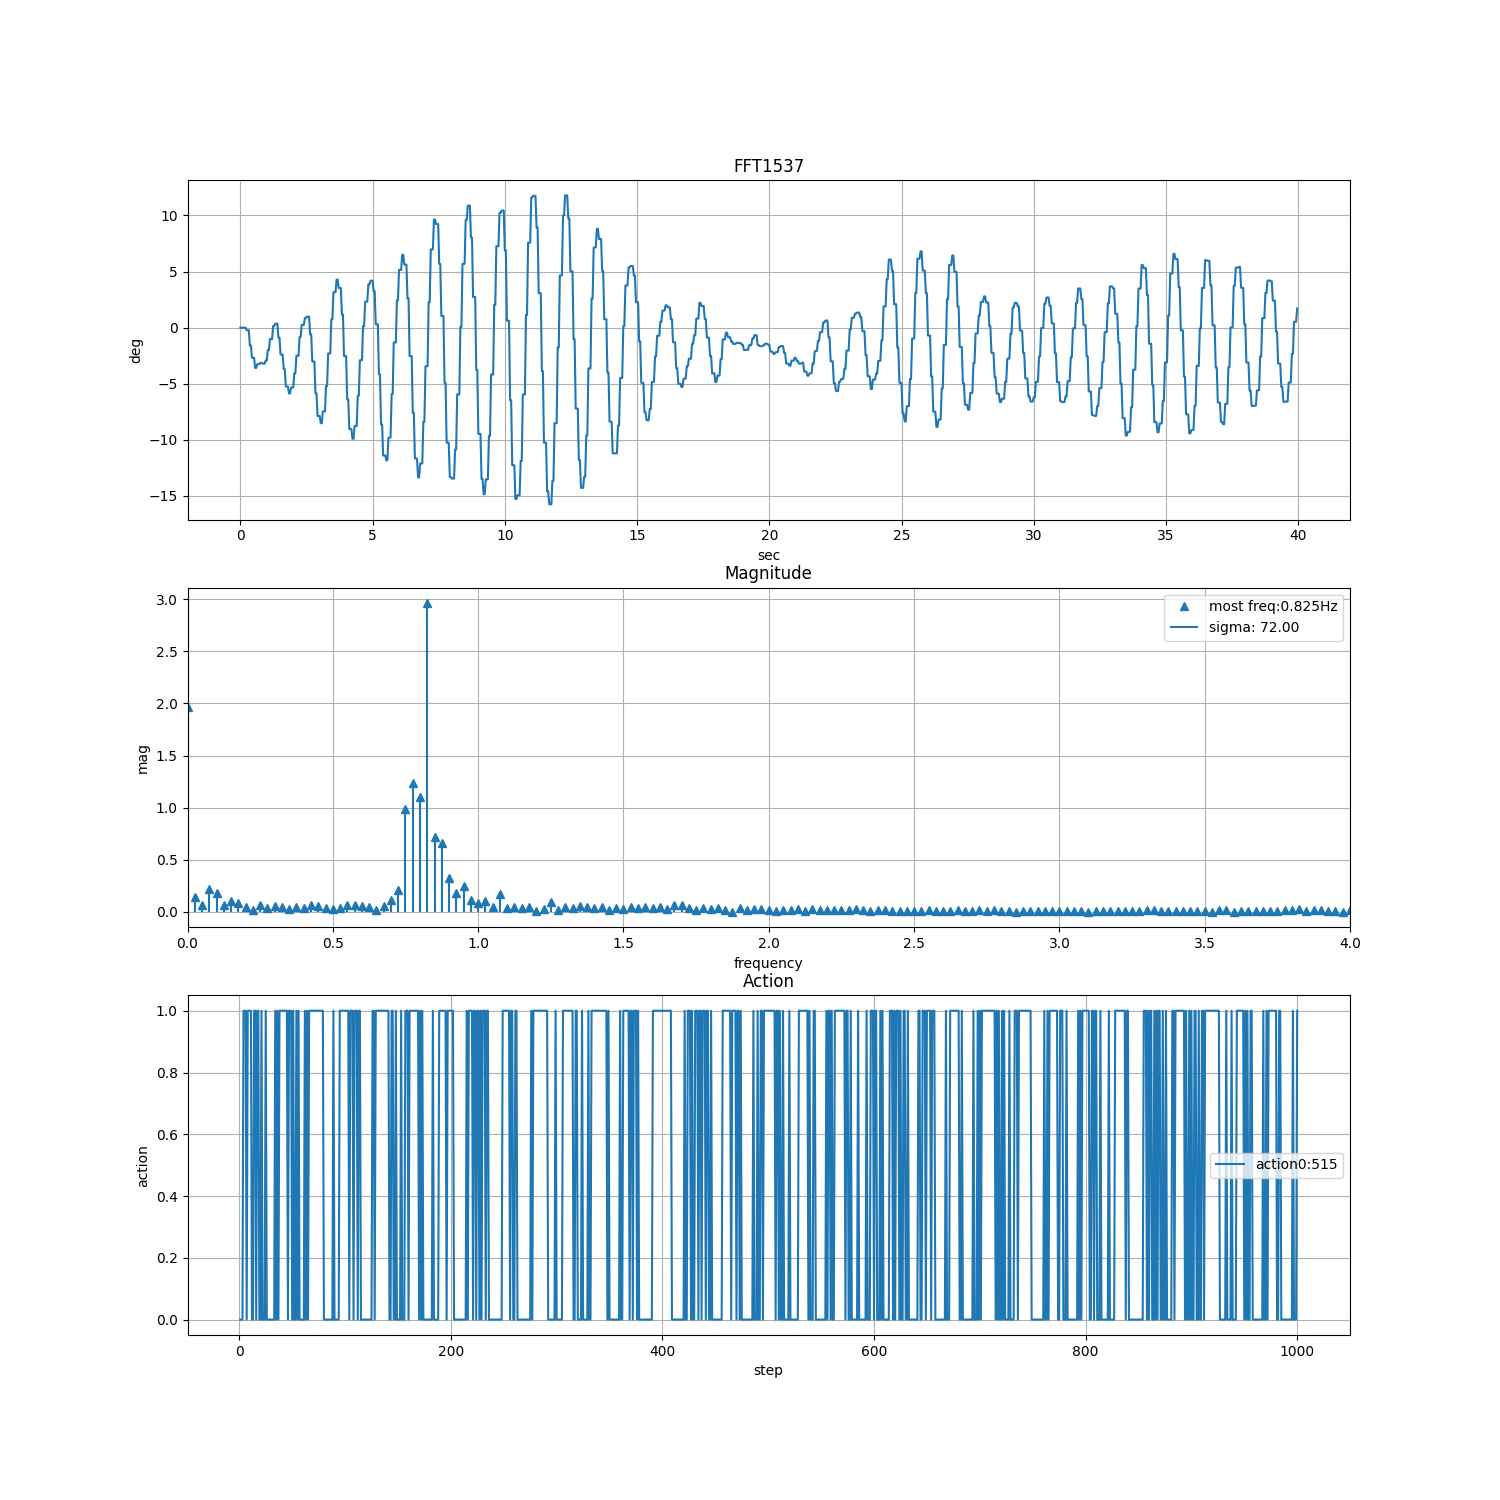 FFT1537
10
5
0
−5
−10
−15
deg
0 5 10 15 20 25 30 35 40
sec
Magnitude
3.0
2.5
2.0
1.5
1.0
0.5
0.0
mag
most freq:0.825Hz
sigma: 72.00
0.0 0.5 1.0 1.5 2.0 2.5 3.0 3.5 4.0
frequency
Action
1.0
0.8
0.6
0.4
0.2
0.0
action
action0:515
0 200 400 600 800 1000
step